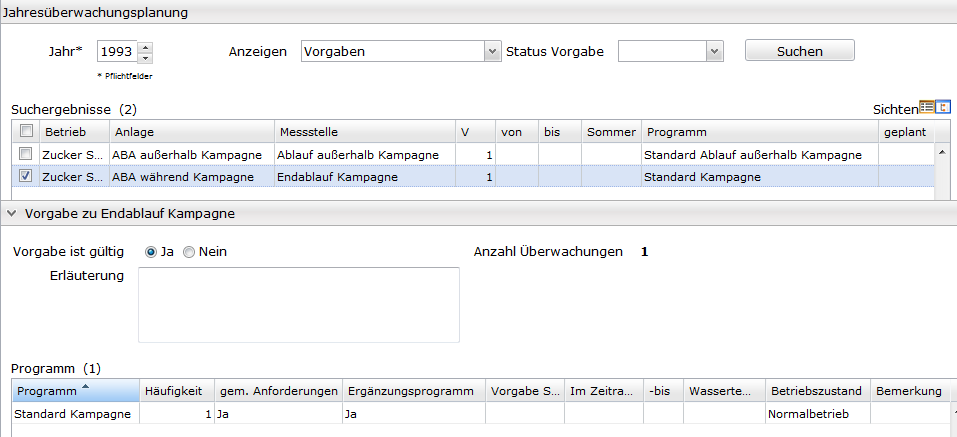 Jahresüberwachungsplanung
Jahr* 1993 Anzeigen Vorgaben Status Vorgabe Suchen
* Pflichtfelder
Suchergebnisse (2) Sichten
Betrieb Anlage Messstelle V von bis Sommer Programm geplant
Zucker S... ABA außerhalb Kampagne Ablauf außerhalb Kampagne 1 Standard Ablauf außerhalb Kampagne
Zucker S... ABA während Kampagne Endablauf Kampagne 1 Standard Kampagne
Vorgabe zu Endablauf Kampagne
Vorgabe ist gültig Ja Nein Anzahl Überwachungen 1
Erläuterung
Programm (1)
Programm Häufigkeit gem. Anforderungen Ergänzungsprogramm Vorgabe S... Im Zeitra... -bis Wasserte... Betriebszustand Bemerkung
Standard Kampagne 1 Ja Ja Normalbetrieb